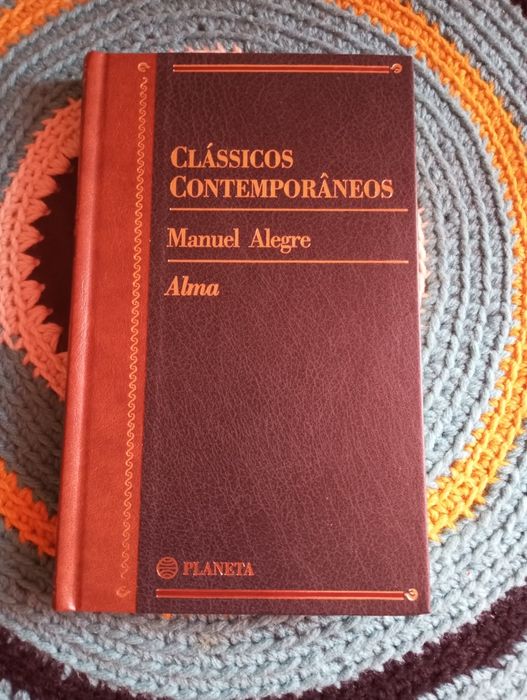 CLÁSSICOS
CONTEMPORÂNEOS
Manuel Alegre
Alma
PLANETA